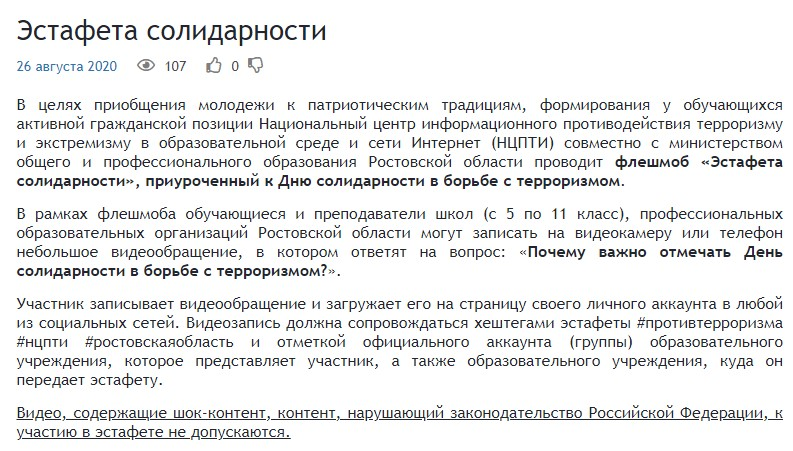 Эстафета солидарности
26 августа 2020 107 0
В целях приобщения молодежи к патриотическим традициям, формирования у обучающихся
активной гражданской позиции Национальный центр информационного противодействия терроризму
и экстремизму в образовательной среде и сети Интернет (НЦПТИ) совместно с министерством
общего и профессионального образования Ростовской области проводит флешмоб «Эстафета
солидарности», приуроченный к Дню солидарности в борьбе с терроризмом.
В рамках флешмоба обучающиеся и преподаватели школ (с 5 по 11 класс), профессиональных
образовательных организаций Ростовской области могут записать на видеокамеру или телефон
небольшое видеообращение, в котором ответят на вопрос: «Почему важно отмечать День
солидарности в борьбе с терроризмом?».
Участник записывает видеообращение и загружает его на страницу своего личного аккаунта в любой
из социальных сетей. Видеозапись должна сопровождаться хештегами эстафеты #противтерроризма
#нцпти #ростовскаяобласть и отметкой официального аккаунта (группы) образовательного
учреждения, которое представляет участник, а также образовательного учреждения, куда он
передает эстафету.
Видео, содержащие шок-контент, контент, нарушающий законодательство Российской Федерации, к
участию в эстафете не допускаются.